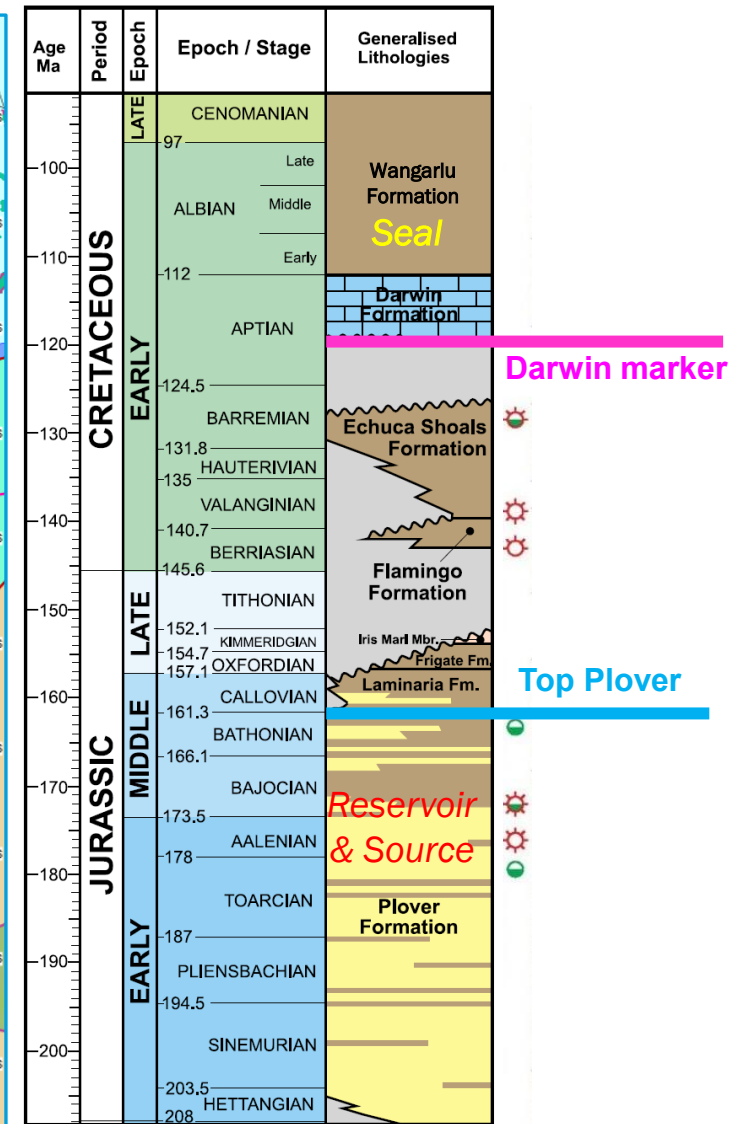 Age
Ma
Period
Epoch
Epoch / Stage
Generalised
Lithologies
100
110
120
130
140
150
160
170
180
190
200
CRETACEOUS
JURASSIC
LATE
EARLY
LATE
MIDDLE
EARLY
CENOMANIAN
97
Late
ALBIAN
Middle
Early
112
APTIAN
124.5
BARREMIAN
131.8
HAUTERIVIAN
135
VALANGINIAN
140.7
BERRIASIAN
145.6
TITHONIAN
152.1
KIMMERIDGIAN
154.7
OXFORDIAN
157.1
CALLOVIAN
161.3
BATHONIAN
166.1
BAJOCIAN
173.5
AALENIAN
178
TOARCIAN
187
PLIENSBACHIAN
194.5
SINEMURIAN
203.5
HETTANGIAN
208
Wangarlu
Formation
Seal
Darwin
Formation
Darwin marker
Echuca Shoals
Formation
Flamingo
Formation
Iris Marl Mbr.
Frigate Fm.
Laminaria Fm.
Top Plover
Reservoir
& Source
Plover
Formation